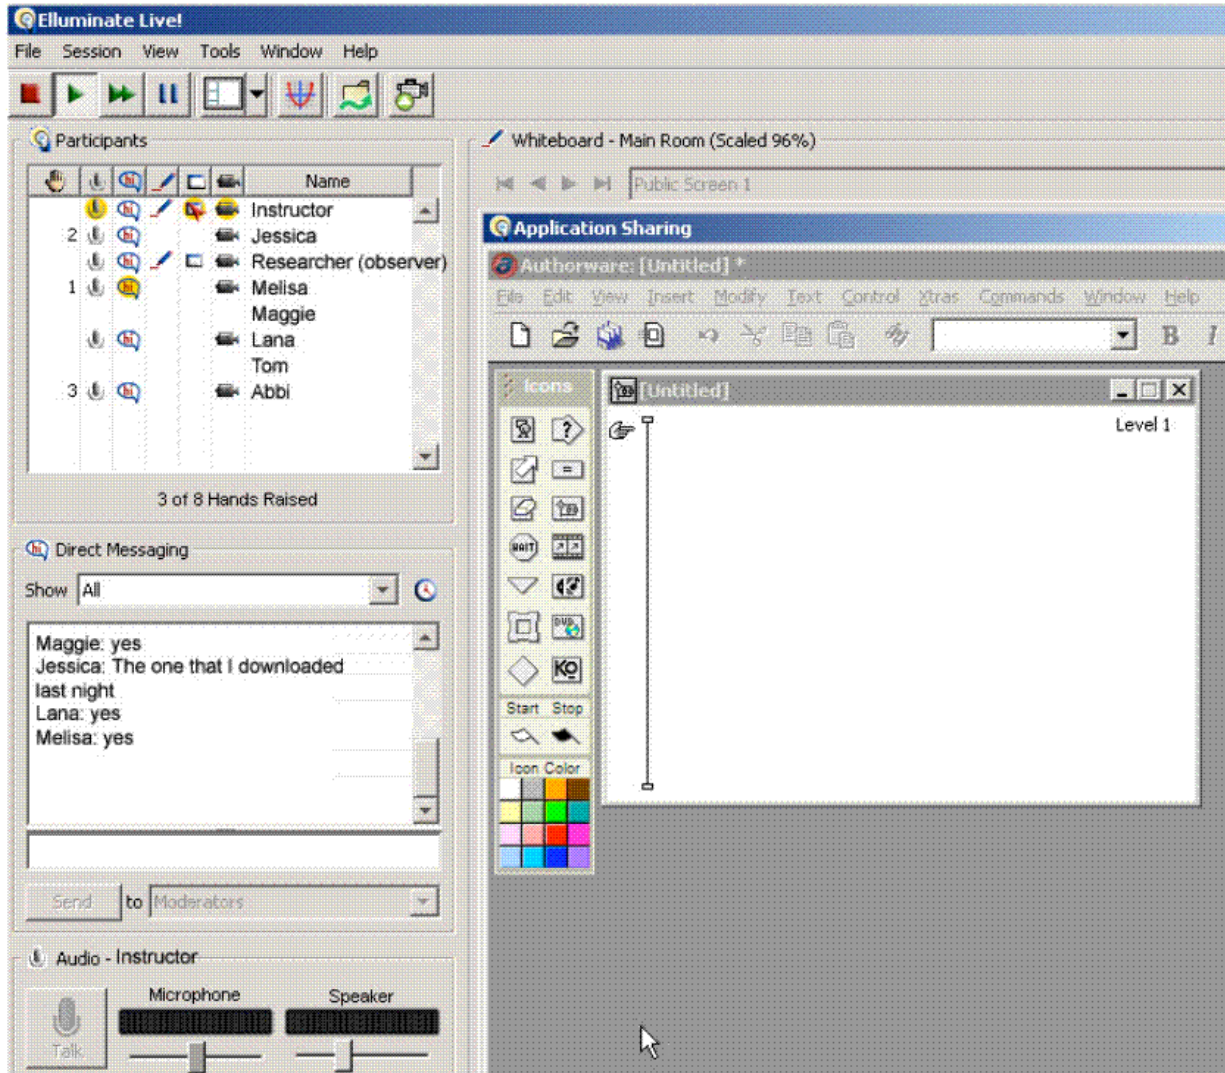 Elluminate Live!
File Session View Tools Window Help
Participants
Name
Instructor
2 Jessica
Researcher (observer)
1 Melisa
Maggie
Lana
Tom
3 Abbi
3 of 8 Hands Raised
Direct Messaging
Show All
Maggie: yes
Jessica: The one that I downloaded
last night
Lana: yes
Melisa: yes
Send to Moderators
Audio - Instructor
Microphone Speaker
Talk
Whiteboard - Main Room (Scaled 96%)
Public Screen 1
Application Sharing
Authorware: [Untitled] *
File Edit View Insert Modify Text Control Xtras Commands Window Help
B I
Icons
[Untitled]
Level 1
?
=
WAIT
DVD
KO
Start Stop
Icon Color